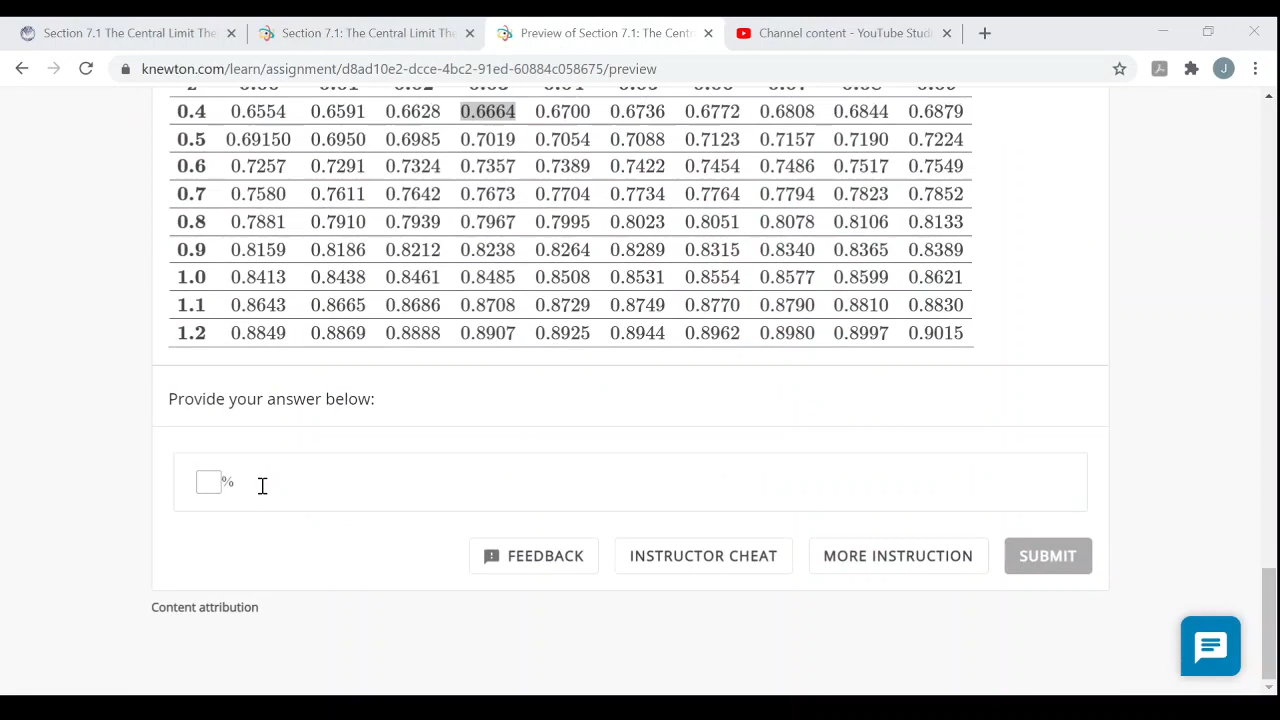 Section 7.1 The Central Limit The
Section 7.1: The Central Limit The
Preview of Section 7.1: The Centr
Channel content - YouTube Studi
knewton.com/learn/assignment/d8ad10e2-dcce-4bc2-91ed-60884c058675/preview
J
0.4 0.6554 0.6591 0.6628 0.6664 0.6700 0.6736 0.6772 0.6808 0.6844 0.6879
0.5 0.69150 0.6950 0.6985 0.7019 0.7054 0.7088 0.7123 0.7157 0.7190 0.7224
0.6 0.7257 0.7291 0.7324 0.7357 0.7389 0.7422 0.7454 0.7486 0.7517 0.7549
0.7 0.7580 0.7611 0.7642 0.7673 0.7704 0.7734 0.7764 0.7794 0.7823 0.7852
0.8 0.7881 0.7910 0.7939 0.7967 0.7995 0.8023 0.8051 0.8078 0.8106 0.8133
0.9 0.8159 0.8186 0.8212 0.8238 0.8264 0.8289 0.8315 0.8340 0.8365 0.8389
1.0 0.8413 0.8438 0.8461 0.8485 0.8508 0.8531 0.8554 0.8577 0.8599 0.8621
1.1 0.8643 0.8665 0.8686 0.8708 0.8729 0.8749 0.8770 0.8790 0.8810 0.8830
1.2 0.8849 0.8869 0.8888 0.8907 0.8925 0.8944 0.8962 0.8980 0.8997 0.9015
Provide your answer below:
%
FEEDBACK
INSTRUCTOR CHEAT
MORE INSTRUCTION
SUBMIT
Content attribution